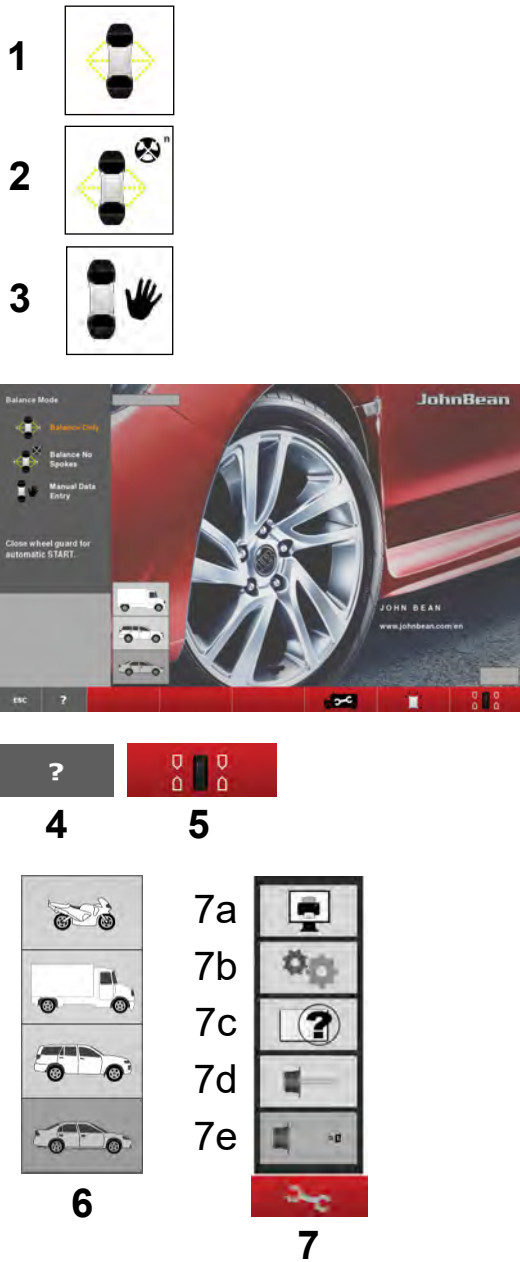 1
2
n
3
Balance Mode
JohnBean
Balance Only
Balance No
Spokes
Manual Data
Entry
Close wheel guard for
automatic START.
JOHN BEAN
www.johnbean.com/en
ESC
?
?
4
5
7a
7b
7c
?
7d
7e
6
7